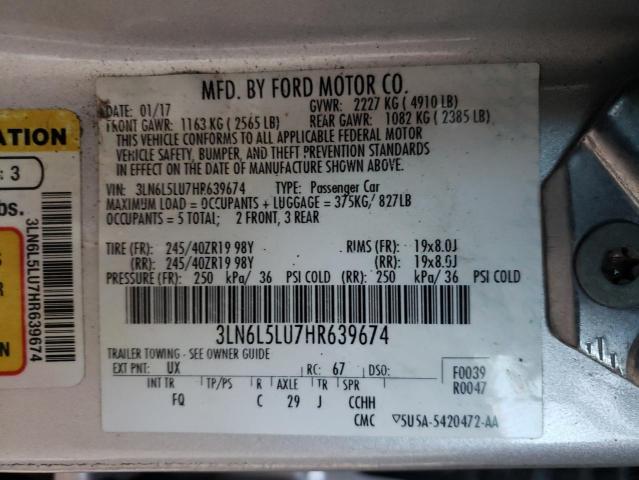 MFD. BY FORD MOTOR CO.
DATE: 01/17 GVWR: 2227 KG ( 4910 LB)
FRONT GAWR: 1163 KG ( 2565 LB) REAR GAWR: 1082 KG ( 2385 LB)
THIS VEHICLE CONFORMS TO ALL APPLICABLE FEDERAL MOTOR
VEHICLE SAFETY, BUMPER, AND THEFT PREVENTION STANDARDS
IN EFFECT ON THE DATE OF MANUFACTURE SHOWN ABOVE.
VIN: 3LN6L5LU7HR639674 TYPE: Passenger Car
MAXIMUM LOAD = OCCUPANTS + LUGGAGE = 375KG/ 827LB
OCCUPANTS = 5 TOTAL: 2 FRONT, 3 REAR
TIRE (FR): 245/40ZR19 98Y RIMS (FR): 19x8.0J
(RR): 245/40ZR19 98Y (RR): 19x8.0J
PRESSURE (FR): 250 kPa/ 36 PSI COLD (RR): 250 kPa/ 36 PSI COLD
3LN6L5LU7HR639674
TRAILER TOWING - SEE OWNER GUIDE
EXT PNT: UX RC: 67 DSO: F0039
INT TR TP/PS R AXLE TR SPR R0047
FQ C 29 J CCHH
CMC ▽5USA-5420472-AA
ATION
: 3
bs.
3LN6L5LU7HR639674
S
R
N